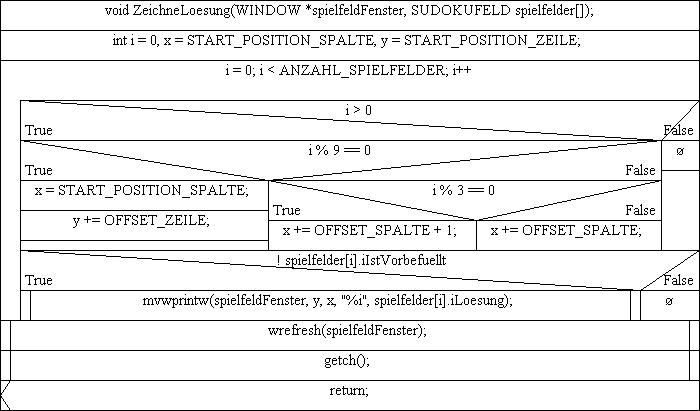 void ZeichneLoesung(WINDOW *spielfeldFenster, SUDOKUFELD spielfelder[]);
int i = 0, x = START_POSITION_SPALTE, y = START_POSITION_ZEILE;
i = 0; i < ANZAHL_SPIELFELDER; i++
i > 0
True
False
i % 9 == 0
ø
True
False
x = START_POSITION_SPALTE;
i % 3 == 0
y += OFFSET_ZEILE;
True
False
x += OFFSET_SPALTE + 1;
x += OFFSET_SPALTE;
! spielfelder[i].iIstVorbefuellt
True
False
mvwprintw(spielfeldFenster, y, x, "%i", spielfelder[i].iLoesung);
ø
wrefresh(spielfeldFenster);
getch();
return;